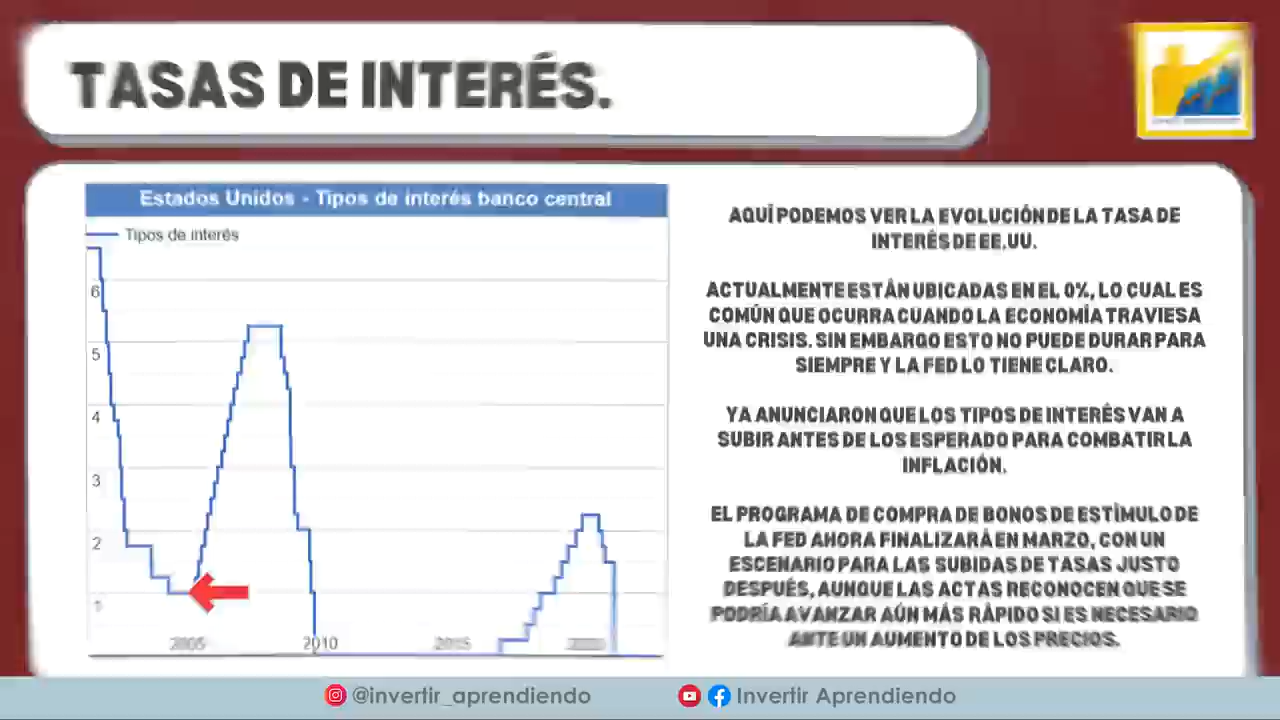 TASAS DE INTERÉS.
Estados Unidos - Tipos de interés banco central
Tipos de interés
6
5
4
3
2
1
2005
2010
2015
2020
AQUÍ PODEMOS VER LA EVOLUCIÓN DE LA TASA DE
INTERÉS DE EE.UU.
ACTUALMENTE ESTÁN UBICADAS EN EL 0%, LO CUAL ES
COMÚN QUE OCURRA CUANDO LA ECONOMÍA TRAVIESA
UNA CRISIS. SIN EMBARGO ESTO NO PUEDE DURAR PARA
SIEMPRE Y LA FED LO TIENE CLARO.
YA ANUNCIARON QUE LOS TIPOS DE INTERÉS VAN A
SUBIR ANTES DE LOS ESPERADO PARA COMBATIR LA
INFLACIÓN.
EL PROGRAMA DE COMPRA DE BONOS DE ESTÍMULO DE
LA FED AHORA FINALIZARÁ EN MARZO, CON UN
ESCENARIO PARA LAS SUBIDAS DE TASAS JUSTO
DESPUÉS, AUNQUE LAS ACTAS RECONOCEN QUE SE
PODRÍA AVANZAR AÚN MÁS RÁPIDO SI ES NECESARIO
ANTE UN AUMENTO DE LOS PRECIOS.
@invertir_aprendiendo
Invertir Aprendiendo